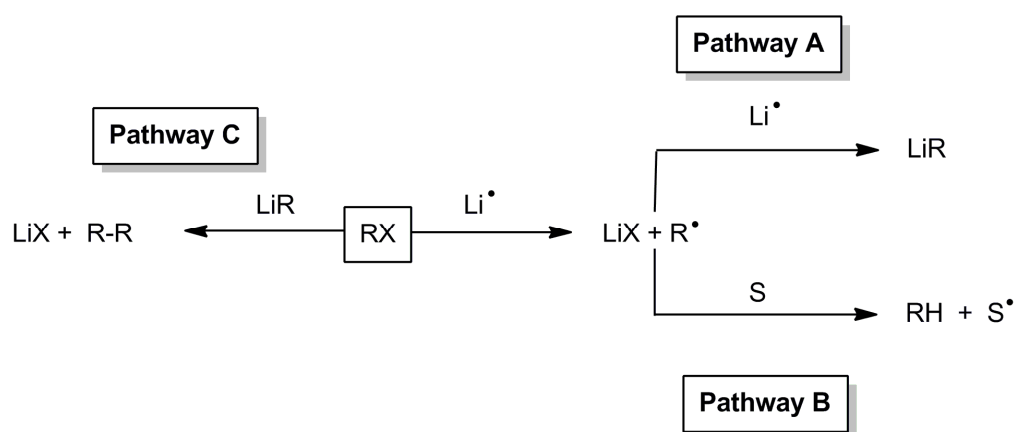 Pathway A
Li•
Pathway C
LiR
LiR
Li•
LiX + R-R
RX
LiX + R•
S
RH + S•
Pathway B